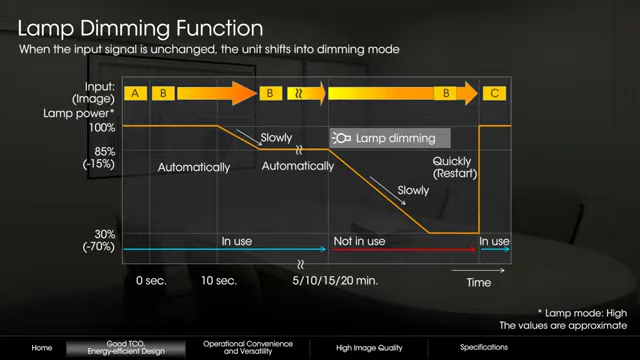 Lamp Dimming Function
When the input signal is unchanged, the unit shifts into dimming mode
Input:
(Image)
A B B B C
Lamp power*
100%
Slowly
Lamp dimming
85%
(-15%)
Automatically
Automatically
Quickly
(Restart)
Slowly
30%
(-70%)
In use
Not in use
In use
0 sec.
10 sec.
5/10/15/20 min.
Time
* Lamp mode: High
The values are approximate
Home
Good TCO,
Energy-efficient Design
Operational Convenience
and Versatility
High Image Quality
Specifications